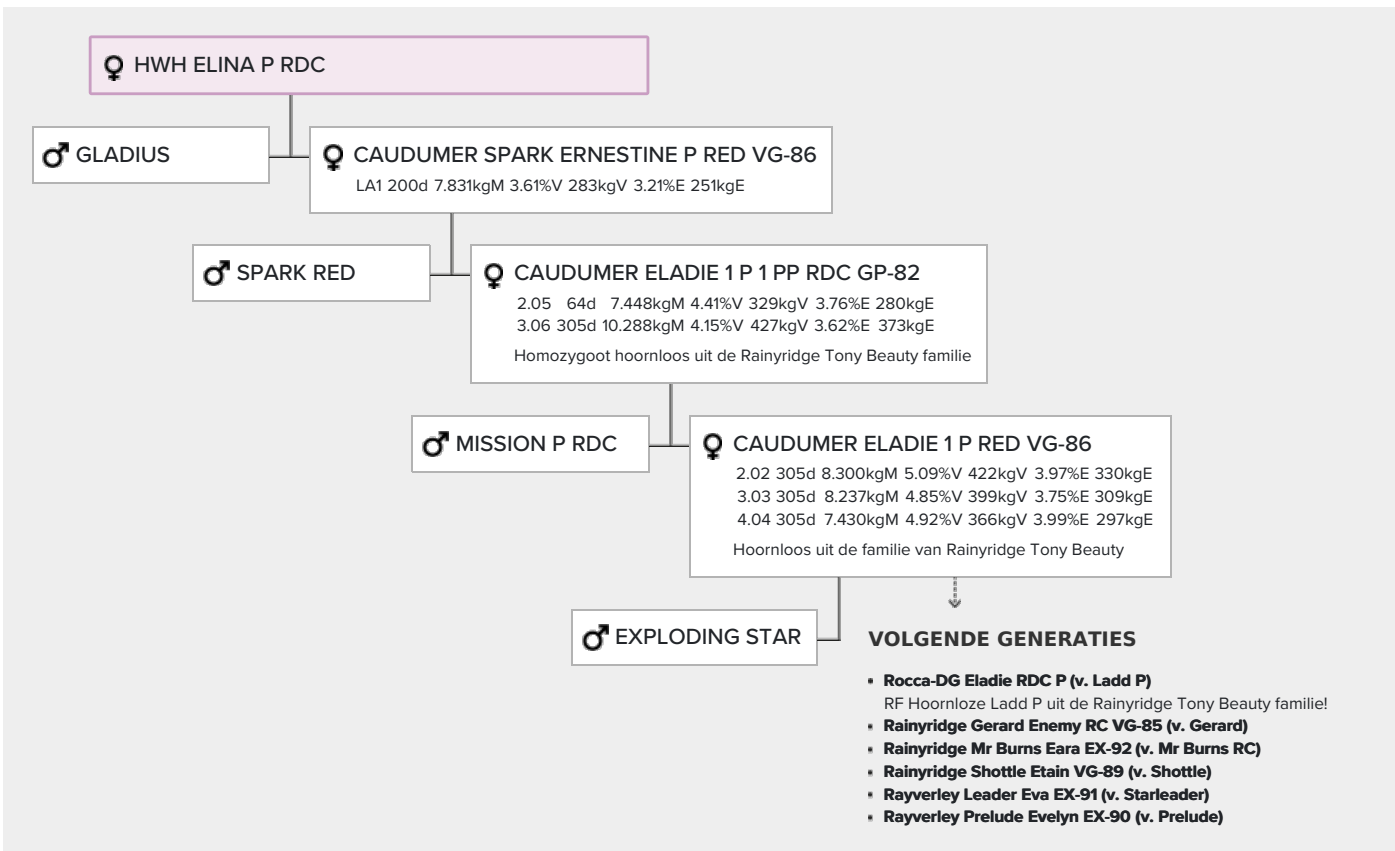 HWH ELINA P RDC
GLADIUS
CAUDUMER SPARK ERNESTINE P RED VG-86
LA1 200d 7.831kgM 3.61%V 283kgV 3.21%E 251kgE
SPARK RED
CAUDUMER ELADIE 1 P 1 PP RDC GP-82
2.05 64d 7.448kgM 4.41%V 329kgV 3.76%E 280kgE
3.06 305d 10.288kgM 4.15%V 427kgV 3.62%E 373kgE
Homozygoot hoornloos uit de Rainyridge Tony Beauty familie
MISSION P RDC
CAUDUMER ELADIE 1 P RED VG-86
2.02 305d 8.300kgM 5.09%V 422kgV 3.97%E 330kgE
3.03 305d 8.237kgM 4.85%V 399kgV 3.75%E 309kgE
4.04 305d 7.430kgM 4.92%V 366kgV 3.99%E 297kgE
Hoornloos uit de familie van Rainyridge Tony Beauty
EXPLODING STAR
VOLGENDE GENERATIES
▪ Rocca-DG Eladie RDC P (v. Ladd P)
RF Hoornloze Ladd P uit de Rainyridge Tony Beauty familie!
▪ Rainyridge Gerard Enemy RC VG-85 (v. Gerard)
▪ Rainyridge Mr Burns Eara EX-92 (v. Mr Burns RC)
▪ Rainyridge Shottle Etain VG-89 (v. Shottle)
▪ Rayverley Leader Eva EX-91 (v. Starleader)
▪ Rayverley Prelude Evelyn EX-90 (v. Prelude)